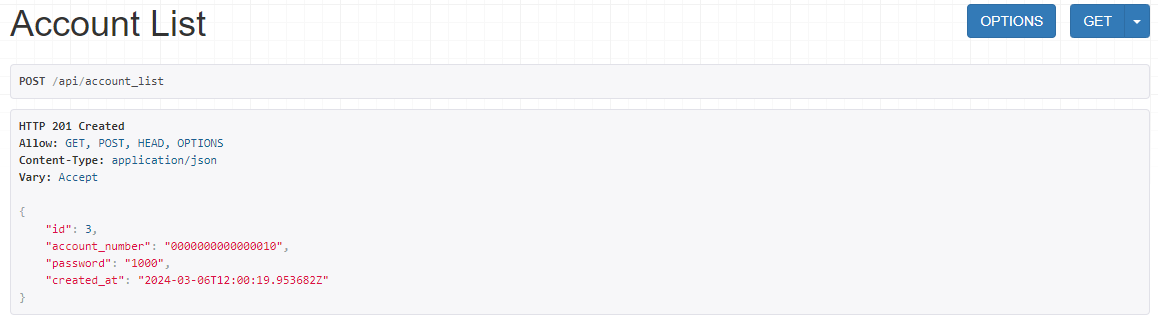 Account List
OPTIONS
GET
POST /api/account_list
HTTP 201 Created
Allow: GET, POST, HEAD, OPTIONS
Content-Type: application/json
Vary: Accept
{
    "id": 3,
    "account_number": "0000000000000010",
    "password": "1000",
    "created_at": "2024-03-06T12:00:19.953682Z"
}